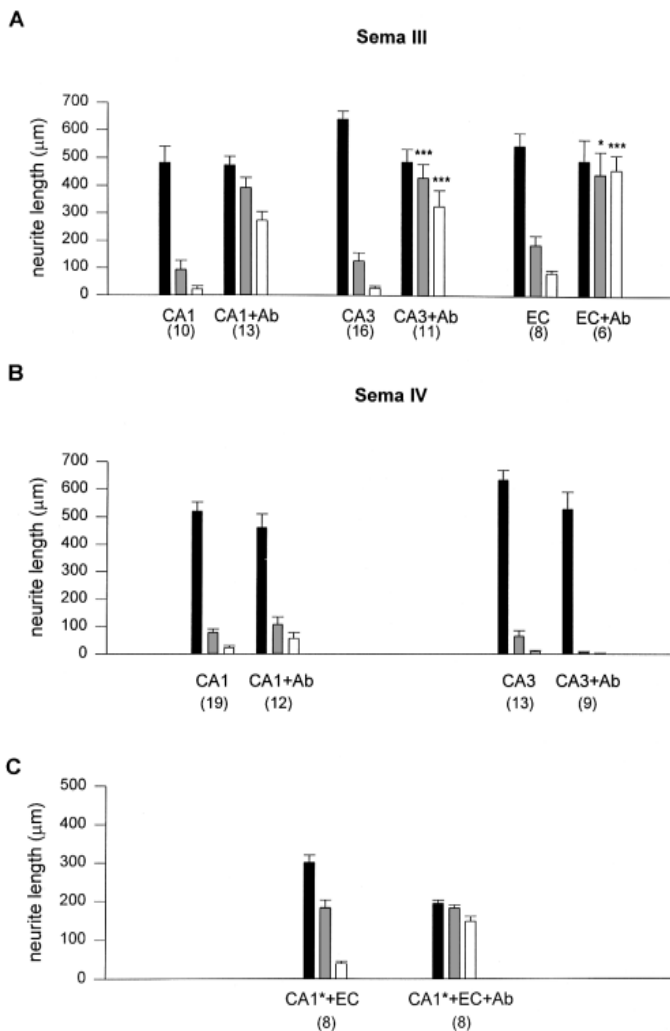 A
Sema III
neurite length (µm)
700
600
500
400
300
200
100
0
***
***
*
***
CA1 CA1+Ab CA3 CA3+Ab EC EC+Ab
(10) (13) (16) (11) (8) (6)
B
Sema IV
neurite length (µm)
700
600
500
400
300
200
100
0
CA1 CA1+Ab CA3 CA3+Ab
(19) (12) (13) (9)
C
neurite length (µm)
500
400
300
200
100
0
CA1*+EC CA1*+EC+Ab
(8) (8)